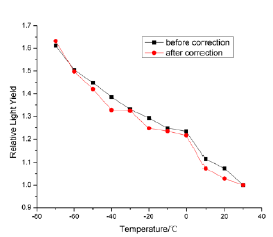 1.7
before correction
after correction
1.6
1.5
1.4
1.3
1.2
1.1
1.0
0.9
Relative Light Yield
-80 -60 -40 -20 0 20 40
Temperature/℃